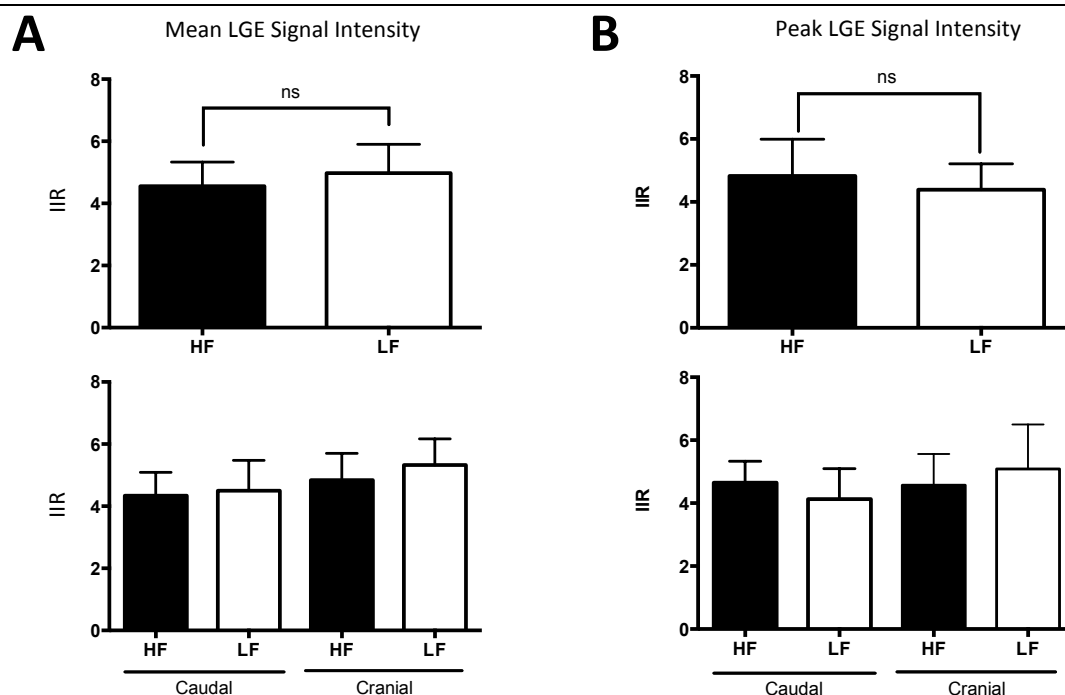 A
Mean LGE Signal Intensity
8
6
4
2
0
IIR
ns
HF LF
8
6
4
2
0
IIR
HF LF HF LF
Caudal Cranial
B
Peak LGE Signal Intensity
8
6
4
2
0
IIR
ns
HF LF
8
6
4
2
0
IIR
HF LF HF LF
Caudal Cranial